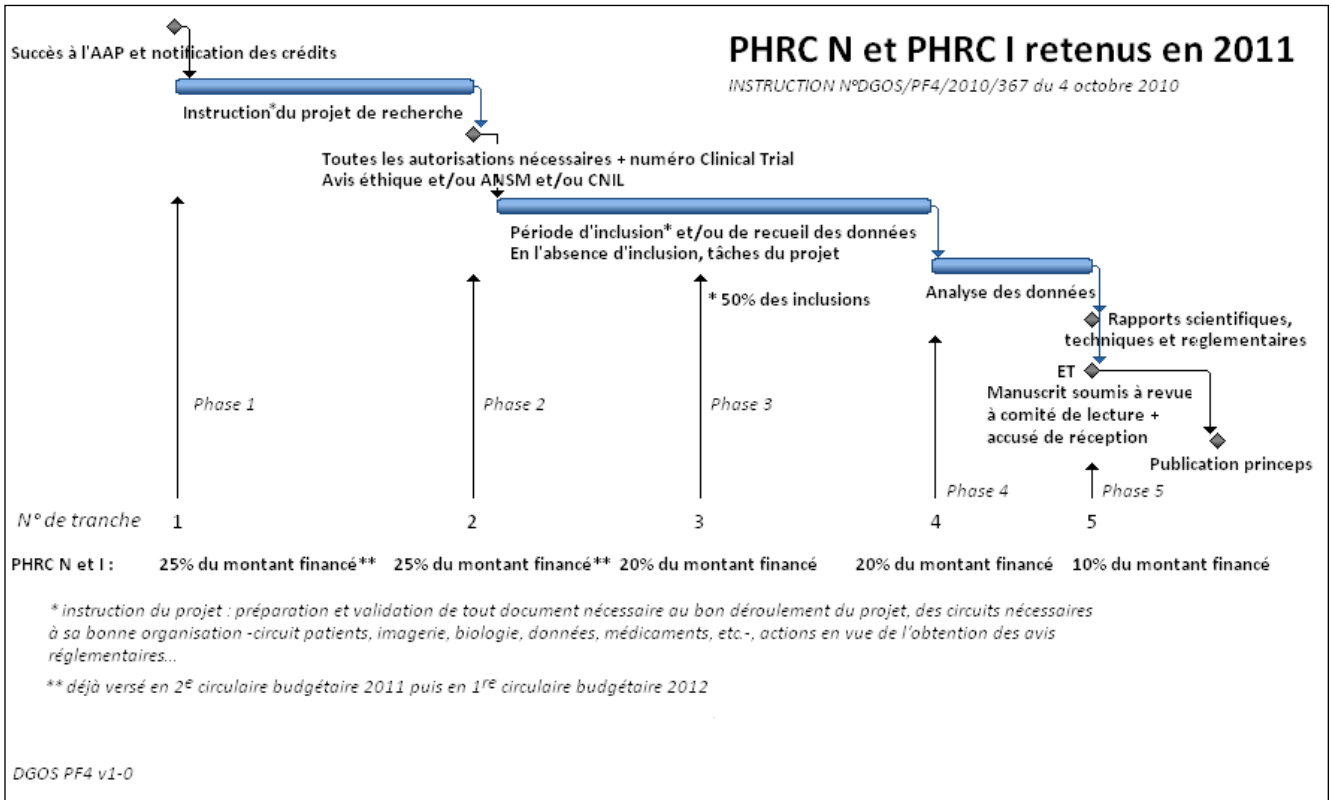 PHRC N et PHRC I retenus en 2011
INSTRUCTION N°DGOS/PF4/2010/367 du 4 octobre 2010
Succès à l'AAP et notification des crédits
Instruction*du projet de recherche
Toutes les autorisations nécessaires + numéro Clinical Trial
Avis éthique et/ou ANSM et/ou CNIL
Période d'inclusion* et/ou de recueil des données
En l'absence d'inclusion, tâches du projet
* 50% des inclusions
Analyse des données
Rapports scientifiques,
techniques et reglementaires
ET
Manuscrit soumis à revue
à comité de lecture +
accusé de réception
Publication princeps
Phase 1
Phase 2
Phase 3
Phase 4
Phase 5
N° de tranche 1 2 3 4 5
PHRC N et I : 25% du montant financé** 25% du montant financé** 20% du montant financé 20% du montant financé 10% du montant financé
* instruction du projet : préparation et validation de tout document nécessaire au bon déroulement du projet, des circuits nécessaires
à sa bonne organisation -circuit patients, imagerie, biologie, données, médicaments, etc.-, actions en vue de l'obtention des avis
réglementaires...
** déjà versé en 2e circulaire budgétaire 2011 puis en 1re circulaire budgétaire 2012
DGOS PF4 v1-0